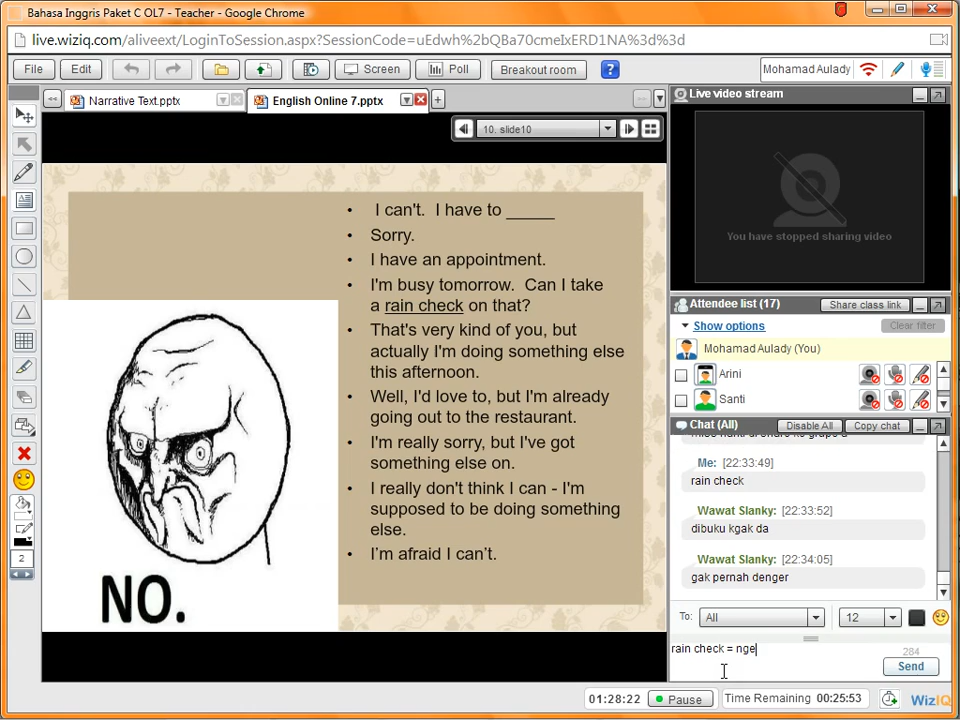 Bahasa Inggris Paket C OL7 - Teacher - Google Chrome
live.wiziq.com/aliveext/LoginToSession.aspx?SessionCode=uEdwh%2bQBa70cmeIxERD1NA%3d%3d
File Edit Screen Poll Breakout room ? Mohamad Aulady
<< Narrative Text.pptx English Online 7.pptx + ...
10. slide10
• I can't. I have to _____
• Sorry.
• I have an appointment.
• I'm busy tomorrow. Can I take
a rain check on that?
• That's very kind of you, but
actually I'm doing something else
this afternoon.
• Well, I'd love to, but I'm already
going out to the restaurant.
• I'm really sorry, but I've got
something else on.
• I really don't think I can - I'm
supposed to be doing something
else.
• I'm afraid I can't.
NO.
2
Live video stream
You have stopped sharing video
Attendee list (17) Share class link
Show options Clear filter
Mohamad Aulady (You)
Arini
Santi
Chat (All) Disable All Copy chat
Me: [22:33:49]
rain check
Wawat Slanky: [22:33:52]
dibuku kgak da
Wawat Slanky: [22:34:05]
gak pernah denger
To: All 12
rain check = nge
284
Send
01:28:22 Pause Time Remaining 00:25:53 WizIQ